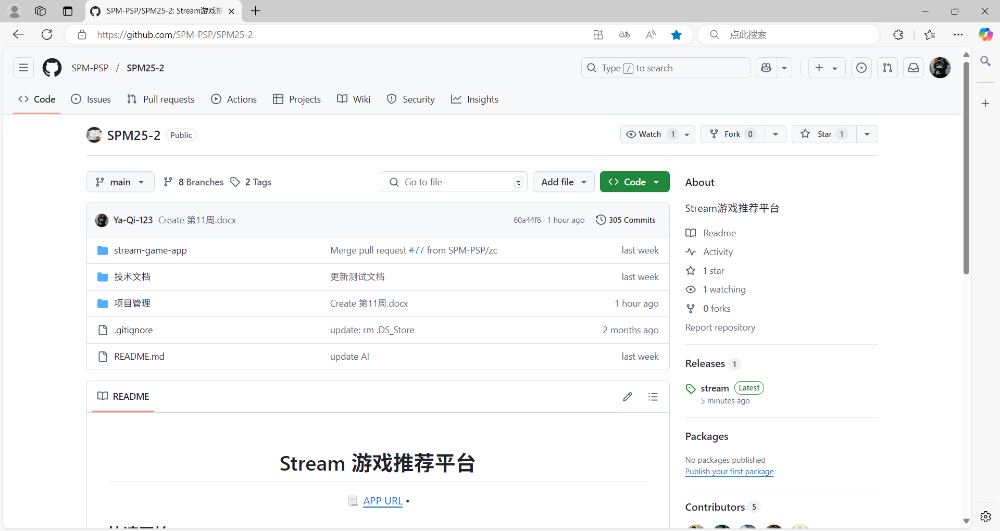 SPM-PSP/SPM25-2: Stream游戏推
https://github.com/SPM-PSP/SPM25-2
点此搜索
SPM-PSP / SPM25-2
Type / to search
Code Issues Pull requests Actions Projects Wiki Security Insights
SPM25-2 Public
Watch 1 Fork 0 Star 1
main 8 Branches 2 Tags Go to file t Add file Code
Ya-Qi-123 Create 第11周.docx 60a44f6 · 1 hour ago 305 Commits
stream-game-app Merge pull request #77 from SPM-PSP/zc last week
技术文档 更新测试文档 last week
项目管理 Create 第11周.docx 1 hour ago
.gitignore update: rm .DS_Store 2 months ago
README.md update AI last week
README
Stream 游戏推荐平台
APP URL •
About
Stream游戏推荐平台
Readme
Activity
1 star
1 watching
0 forks
Report repository
Releases 1
stream Latest
5 minutes ago
Packages
No packages published
Publish your first package
Contributors 5